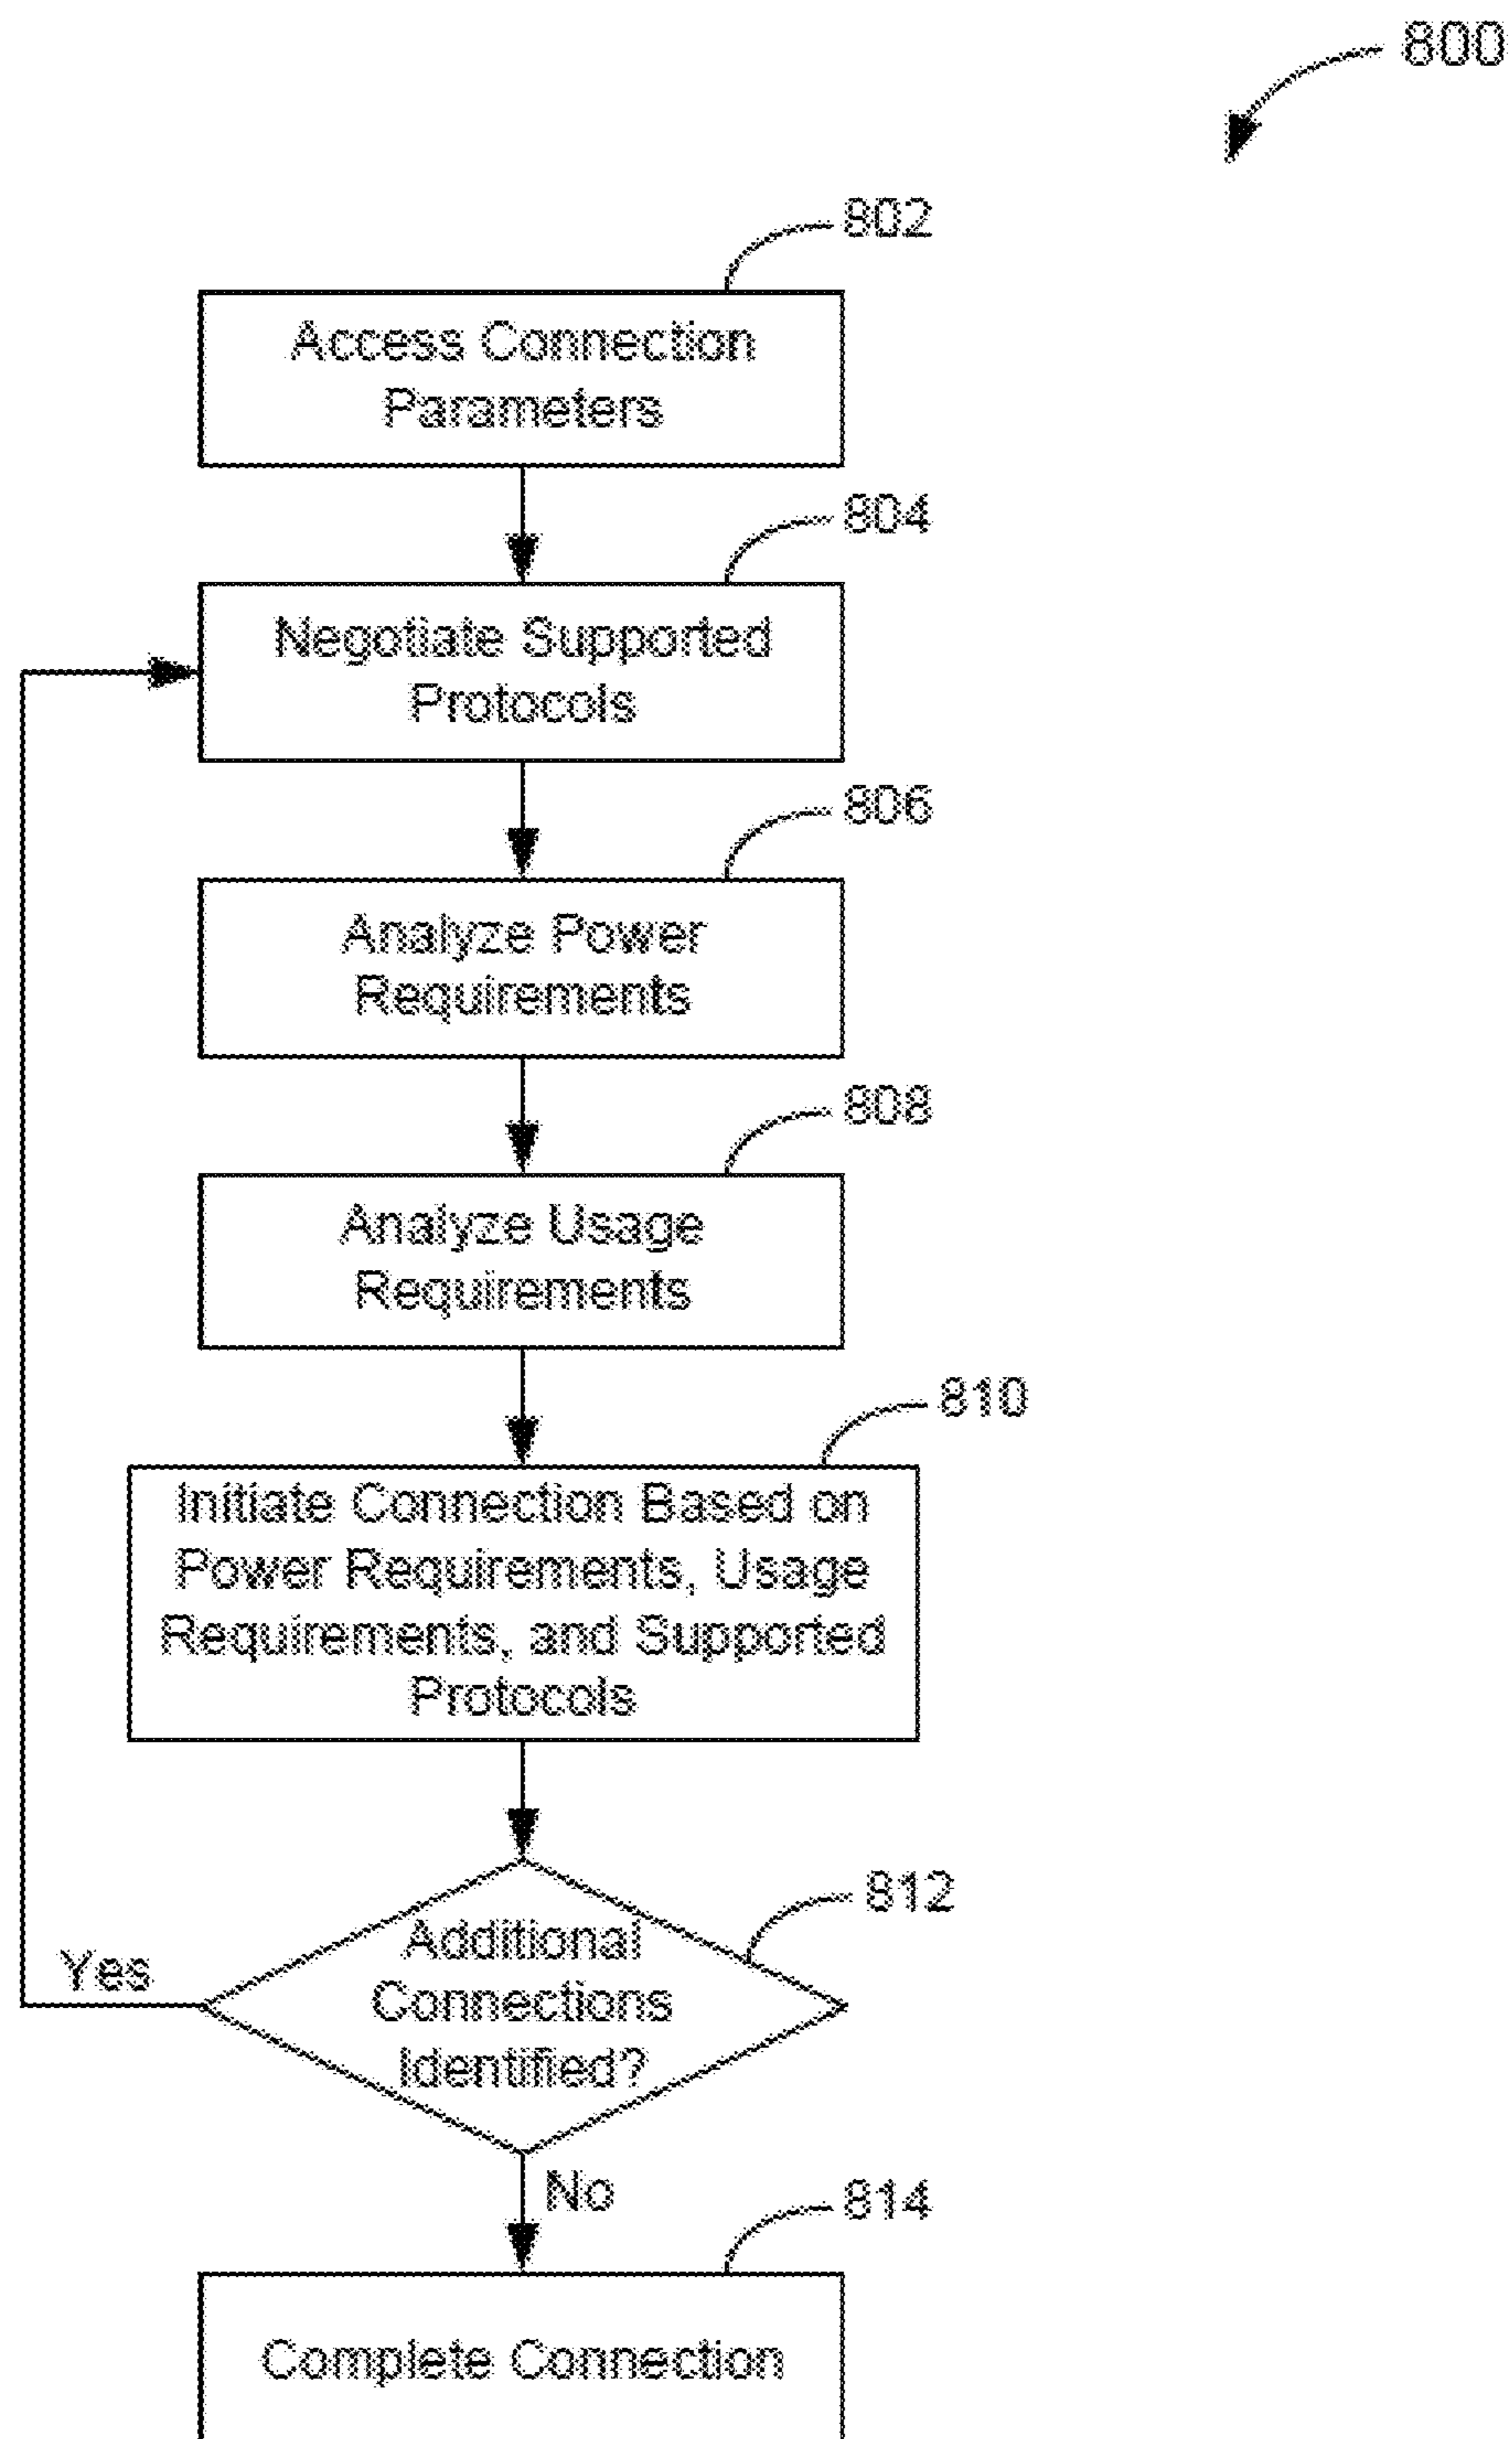 800
802
Access Connection
Parameters
804
Negotiate Supported
Protocols
806
Analyze Power
Requirements
808
Analyze Usage
Requirements
810
Initiate Connection Based on
Power Requirements, Usage
Requirements, and Supported
Protocols
812
Additional
Connections
Identified?
Yes
No
814
Complete Connection